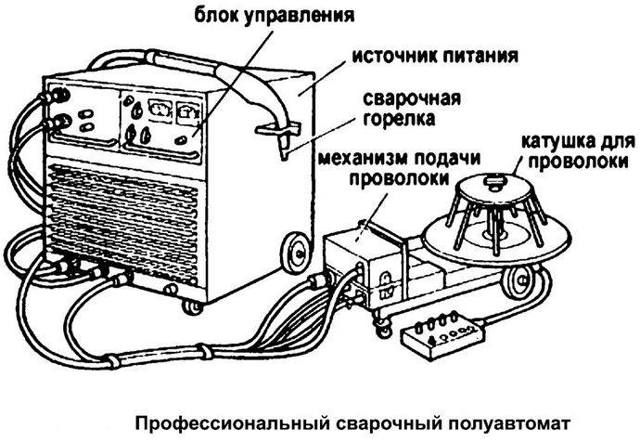 блок управления
источник питания
сварочная
горелка
механизм подачи
проволоки
катушка для
проволоки
Профессиональный сварочный полуавтомат